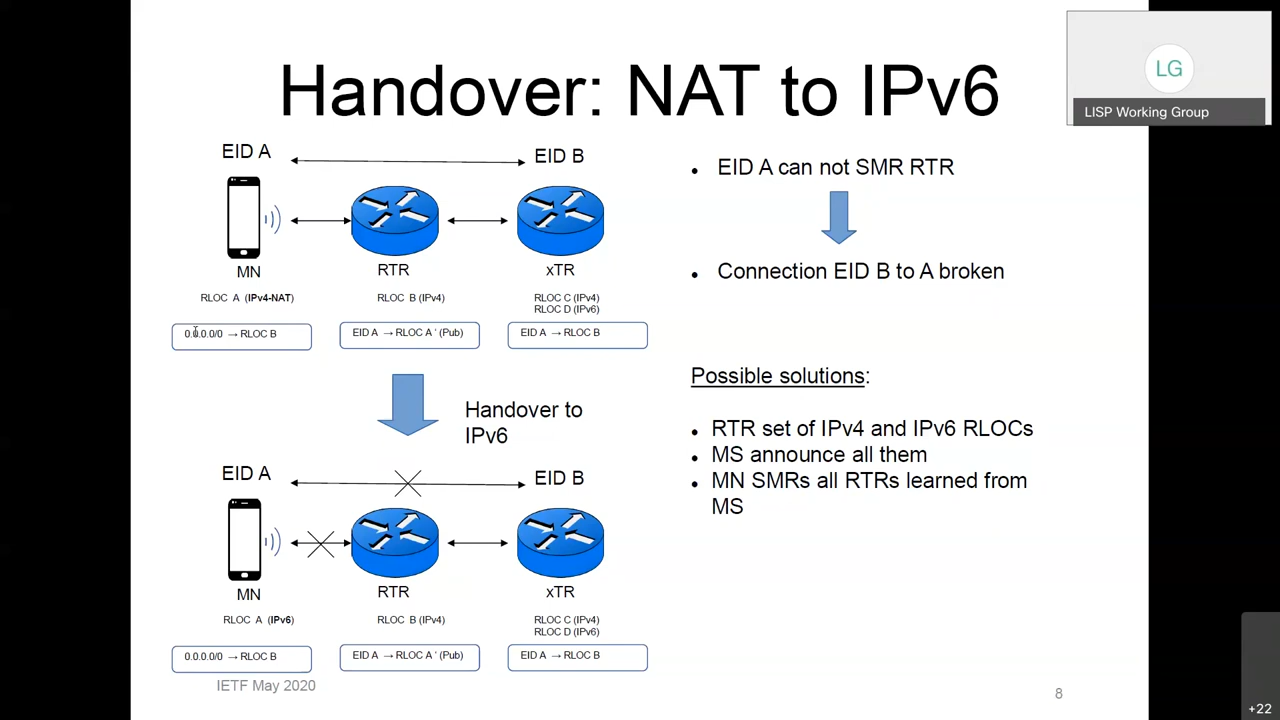 Handover: NAT to IPv6
LG
LISP Working Group
EID A
EID B
MN
RTR
xTR
RLOC A (IPv4-NAT)
RLOC B (IPv4)
RLOC C (IPv4)
RLOC D (IPv6)
0.0.0.0/0 → RLOC B
EID A → RLOC A ' (Pub)
EID A → RLOC B
Handover to
IPv6
EID A
EID B
MN
RTR
xTR
RLOC A (IPv6)
RLOC B (IPv4)
RLOC C (IPv4)
RLOC D (IPv6)
0.0.0.0/0 → RLOC B
EID A → RLOC A ' (Pub)
EID A → RLOC B
• EID A can not SMR RTR
• Connection EID B to A broken
Possible solutions:
• RTR set of IPv4 and IPv6 RLOCs
• MS announce all them
• MN SMRs all RTRs learned from
MS
IETF May 2020
8
+22